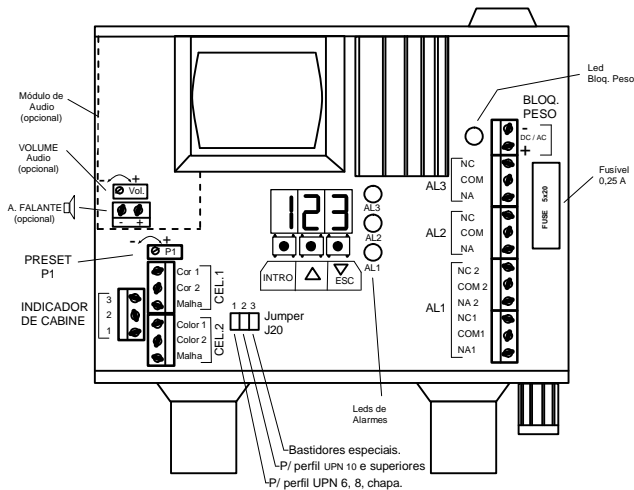 Módulo de
Audio
(opcional)
VOLUME
Audio
(opcional)
- +
Vol.
A. FALANTE
(opcional)
- +
PRESET
P1
- +
P1
INDICADOR
DE CABINE
3
2
1
Cor 1
Cor 2
Malha
CEL.1
Color 1
Color 2
Malha
CEL.2
123
INTRO
ESC
AL3
AL2
AL1
1 2 3
Jumper
J20
Leds de
Alarmes
Bastidores especiais.
P/ perfil UPN 10 e superiores
P/ perfil UPN 6, 8, chapa.
Led
Bloq. Peso
BLOQ.
PESO
-
DC / AC
+
Fusível
0,25 A
FUSE 5x20
AL3
NC
COM
NA
AL2
NC
COM
NA
AL1
NC 2
COM 2
NA 2
NC1
COM1
NA1